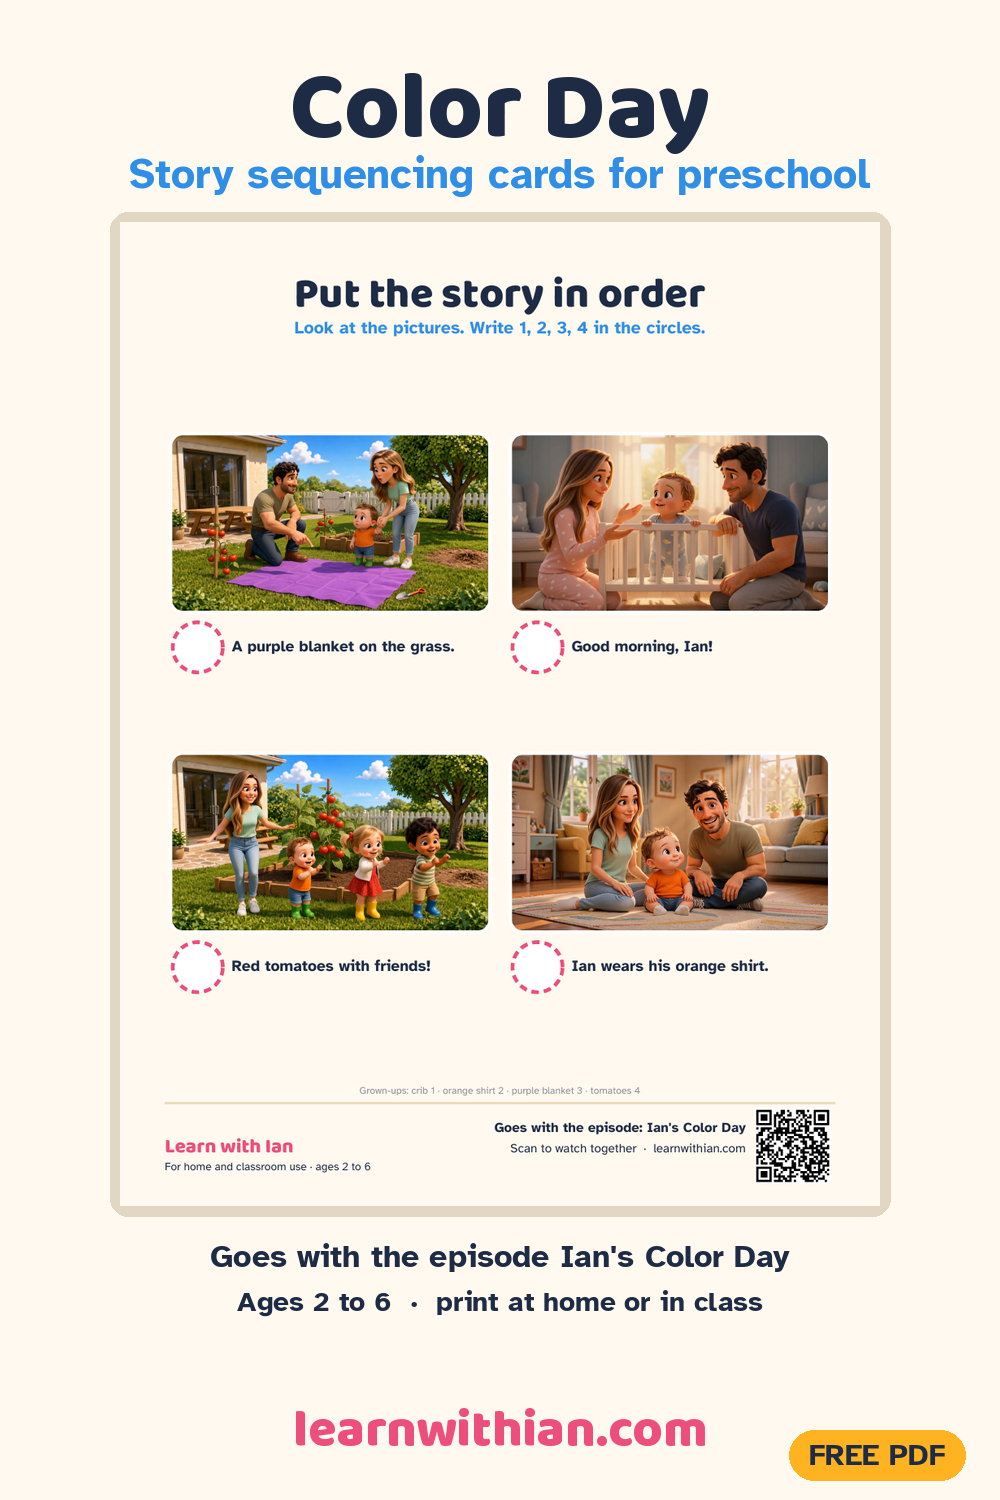 Color Day
Story sequencing cards for preschool
Put the story in order
Look at the pictures. Write 1, 2, 3, 4 in the circles.
A purple blanket on the grass.
Good morning, Ian!
Red tomatoes with friends!
Ian wears his orange shirt.
Grown-ups: crib 1 · orange shirt 2 · purple blanket 3 · tomatoes 4
Learn with Ian
For home and classroom use · ages 2 to 6
Goes with the episode: Ian's Color Day
Scan to watch together · learnwithian.com
Goes with the episode Ian's Color Day
Ages 2 to 6 · print at home or in class
learnwithian.com
FREE PDF